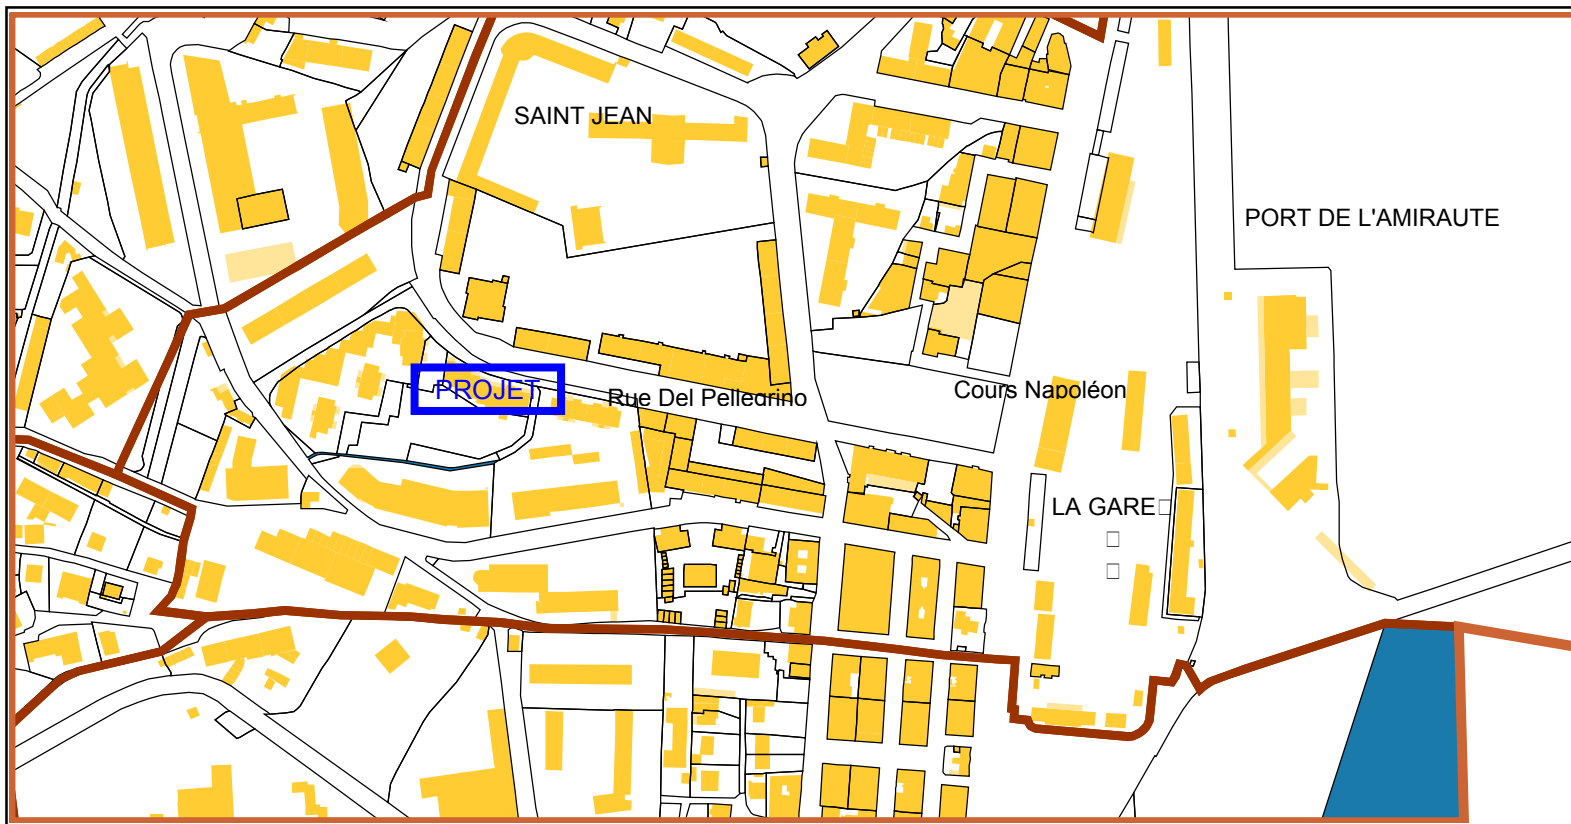 SAINT JEAN
PORT DE L'AMIRAUTE
PROJET
Rue Del Pellegrino
Cours Napoléon
LA GARE